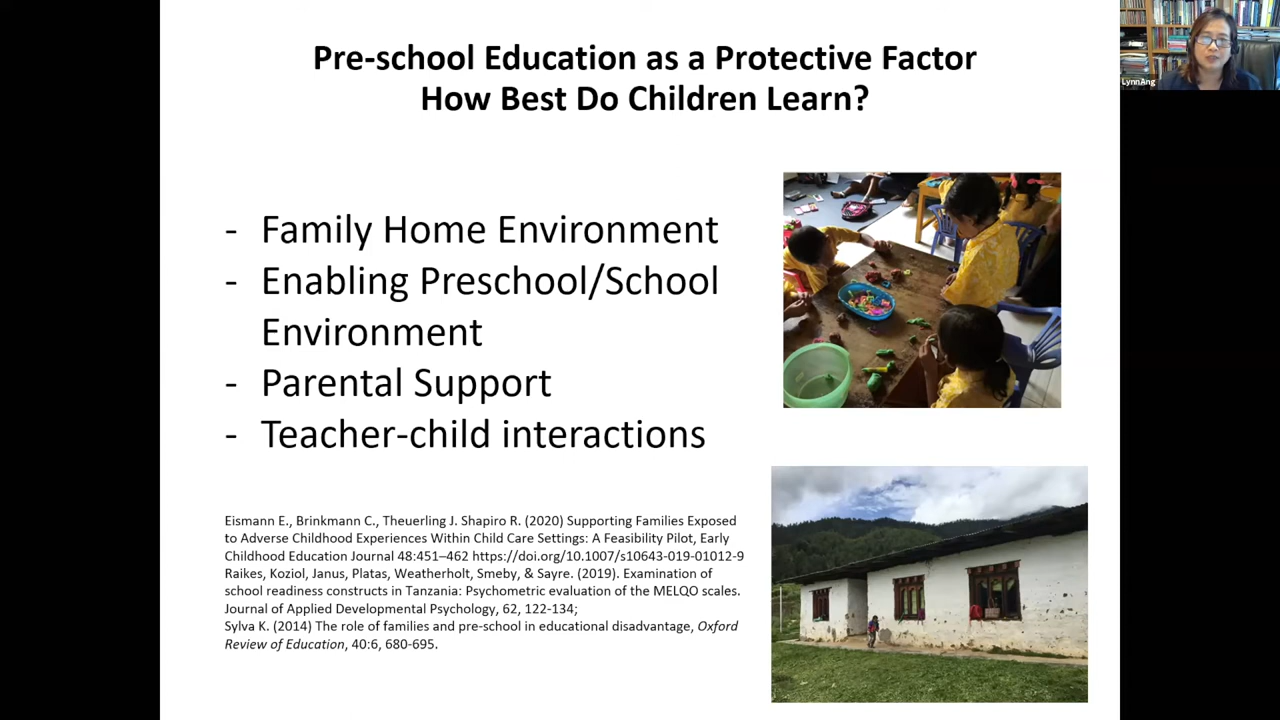 Pre-school Education as a Protective Factor
How Best Do Children Learn?
LynnAng
- Family Home Environment
- Enabling Preschool/School
Environment
- Parental Support
- Teacher-child interactions
Eismann E., Brinkmann C., Theuerling J. Shapiro R. (2020) Supporting Families Exposed
to Adverse Childhood Experiences Within Child Care Settings: A Feasibility Pilot, Early
Childhood Education Journal 48:451–462 https://doi.org/10.1007/s10643-019-01012-9
Raikes, Koziol, Janus, Platas, Weatherholt, Smeby, & Sayre. (2019). Examination of
school readiness constructs in Tanzania: Psychometric evaluation of the MELQO scales.
Journal of Applied Developmental Psychology, 62, 122-134;
Sylva K. (2014) The role of families and pre-school in educational disadvantage, Oxford
Review of Education, 40:6, 680-695.